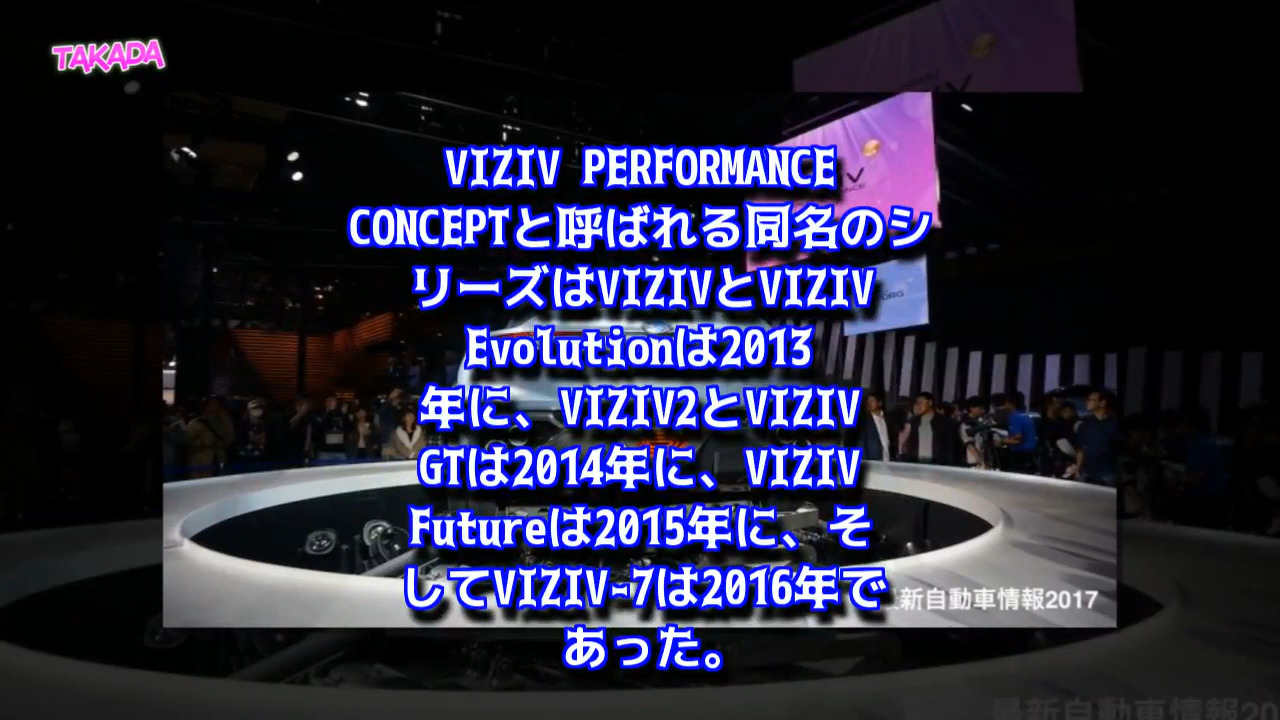 TAKADA
VIZIV PERFORMANCE
CONCEPTと呼ばれる同名のシ
リーズはVIZIVとVIZIV
Evolutionは2013
年に、VIZIV2とVIZIV
GTは2014年に、VIZIV
Futureは2015年に、そ
してVIZIV-7は2016年で
あった。
最新自動車情報2017